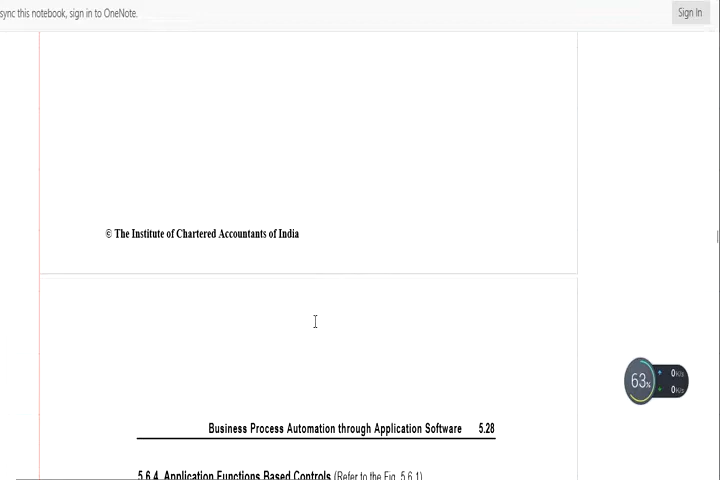 sync this notebook, sign in to OneNote.
Sign In
© The Institute of Chartered Accountants of India
63%
+ 0K/s
0K/s
Business Process Automation through Application Software 5.28
5.6.4 Application Functions Based Controls (Refer to the Fig. 5.6.1)